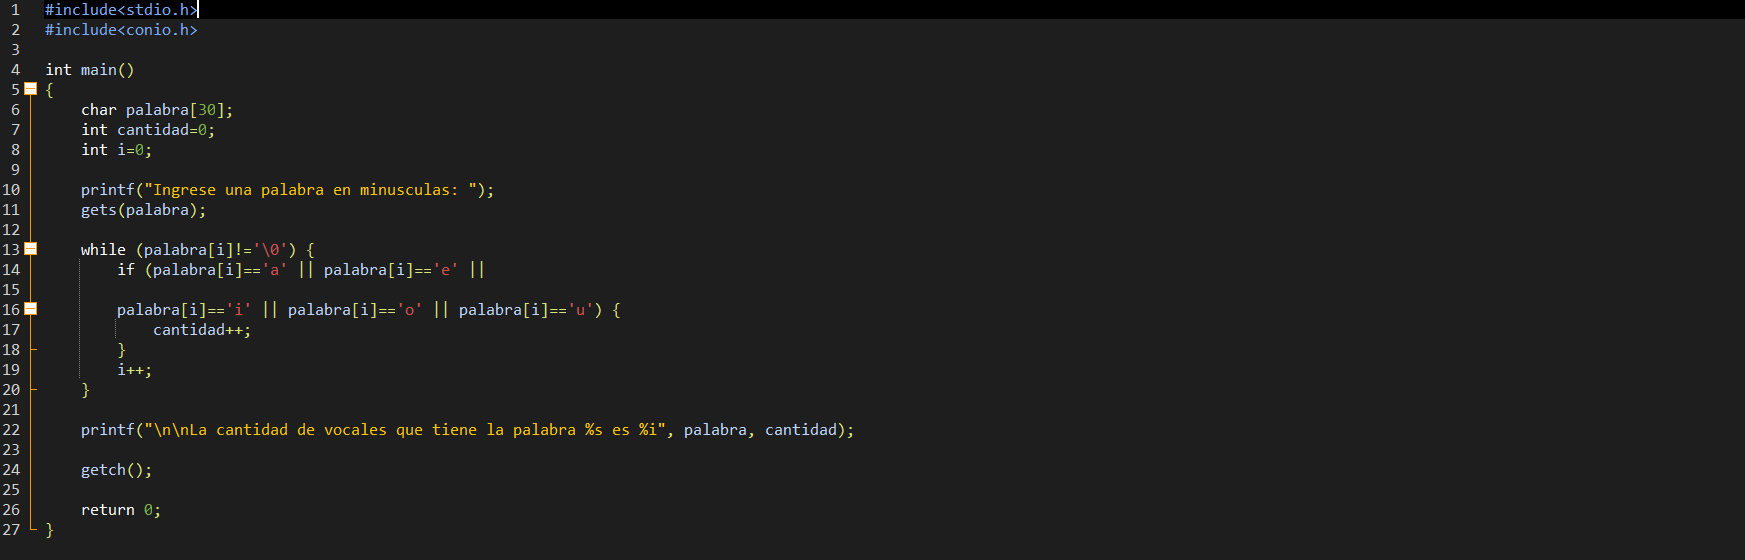 1 #include<stdio.h>
2 #include<conio.h>
3
4 int main()
5 {
6     char palabra[30];
7     int cantidad=0;
8     int i=0;
9
10     printf("Ingrese una palabra en minusculas: ");
11     gets(palabra);
12
13     while (palabra[i]!='\0') {
14         if (palabra[i]=='a' || palabra[i]=='e' ||
15
16         palabra[i]=='i' || palabra[i]=='o' || palabra[i]=='u') {
17             cantidad++;
18         }
19         i++;
20     }
21
22     printf("\n\nLa cantidad de vocales que tiene la palabra %s es %i", palabra, cantidad);
23
24     getch();
25
26     return 0;
27 }